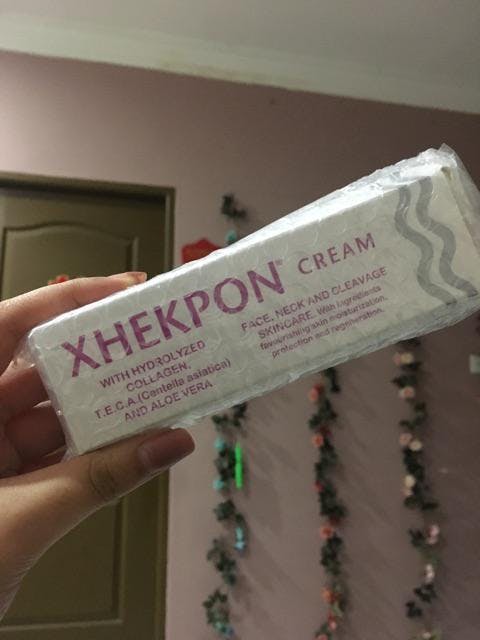 XHEKPON® CREAM
WITH HYDROLYZED
COLLAGEN,
T.E.C.A.(Centella asiatica)
AND ALOE VERA
FACE, NECK AND CLEAVAGE
SKINCARE. With ingredients
favourishing skin moisturization,
protection and regeneration.